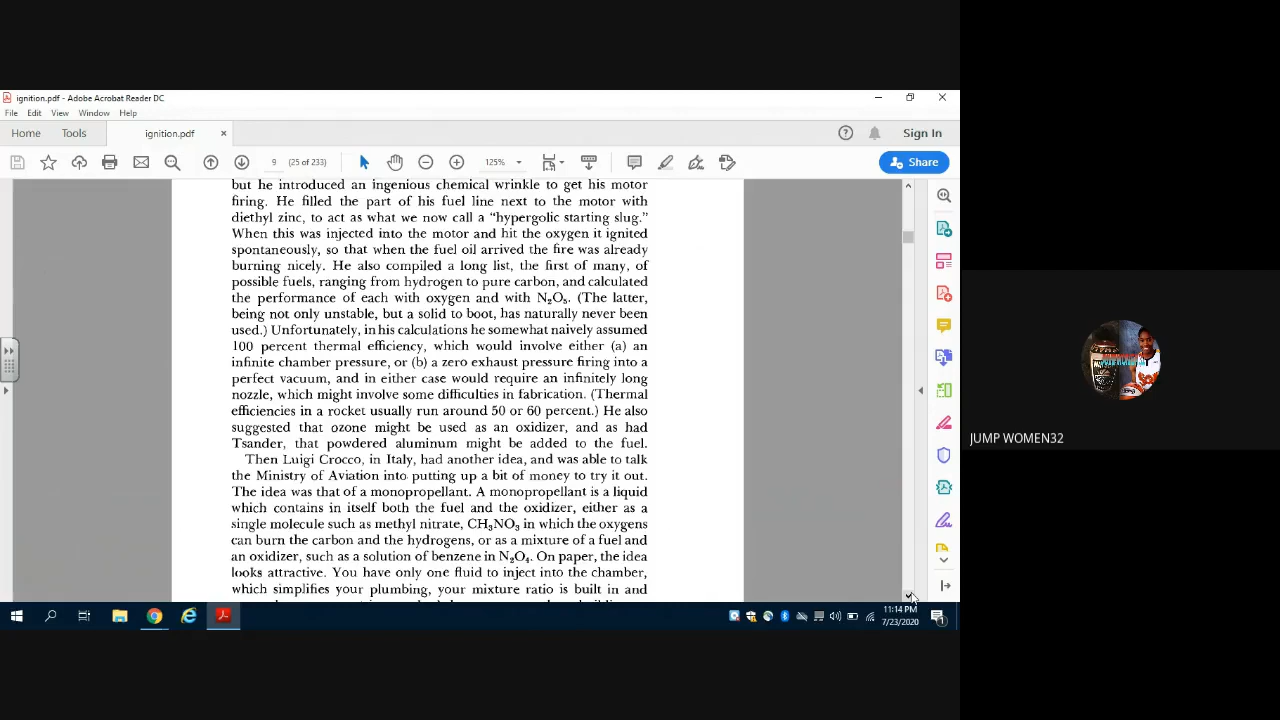 ignition.pdf - Adobe Acrobat Reader DC
File Edit View Window Help
Home Tools ignition.pdf × Sign In
9 (25 of 233) 125% Share
but he introduced an ingenious chemical wrinkle to get his motor
firing. He filled the part of his fuel line next to the motor with
diethyl zinc, to act as what we now call a "hypergolic starting slug."
When this was injected into the motor and hit the oxygen it ignited
spontaneously, so that when the fuel oil arrived the fire was already
burning nicely. He also compiled a long list, the first of many, of
possible fuels, ranging from hydrogen to pure carbon, and calculated
the performance of each with oxygen and with N₂O₅. (The latter,
being not only unstable, but a solid to boot, has naturally never been
used.) Unfortunately, in his calculations he somewhat naively assumed
100 percent thermal efficiency, which would involve either (a) an
infinite chamber pressure, or (b) a zero exhaust pressure firing into a
perfect vacuum, and in either case would require an infinitely long
nozzle, which might involve some difficulties in fabrication. (Thermal
efficiencies in a rocket usually run around 50 or 60 percent.) He also
suggested that ozone might be used as an oxidizer, and as had
Tsander, that powdered aluminum might be added to the fuel.
Then Luigi Crocco, in Italy, had another idea, and was able to talk
the Ministry of Aviation into putting up a bit of money to try it out.
The idea was that of a monopropellant. A monopropellant is a liquid
which contains in itself both the fuel and the oxidizer, either as a
single molecule such as methyl nitrate, CH₃NO₃ in which the oxygens
can burn the carbon and the hydrogens, or as a mixture of a fuel and
an oxidizer, such as a solution of benzene in N₂O₄. On paper, the idea
looks attractive. You have only one fluid to inject into the chamber,
which simplifies your plumbing, your mixture ratio is built in and
JUMP WOMEN32
11:14 PM
7/23/2020